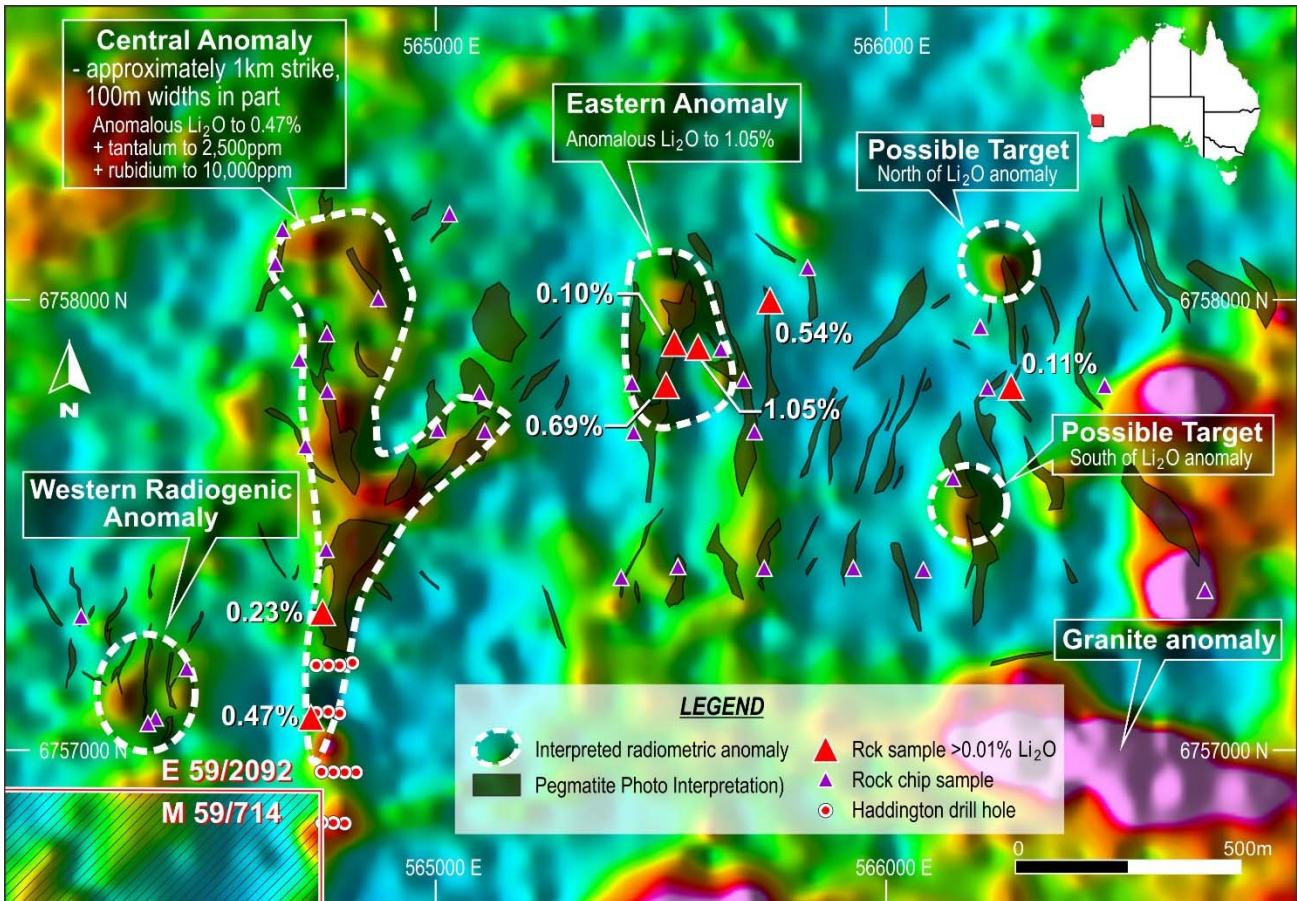 565000 E
566000 E
Central Anomaly
- approximately 1km strike,
100m widths in part
Anomalous Li₂O to 0.47%
+ tantalum to 2,500ppm
+ rubidium to 10,000ppm
Eastern Anomaly
Anomalous Li₂O to 1.05%
Possible Target
North of Li₂O anomaly
6758000 N
6758000 N
0.10%
0.54%
N
0.11%
0.69%
1.05%
Possible Target
South of Li₂O anomaly
Western Radiogenic
Anomaly
0.23%
Granite anomaly
0.47%
LEGEND
Interpreted radiometric anomaly
Pegmatite Photo Interpretation)
Rck sample >0.01% Li₂O
Rock chip sample
Haddington drill hole
6757000 N
6757000 N
E 59/2092
M 59/714
0
500m
565000 E
566000 E